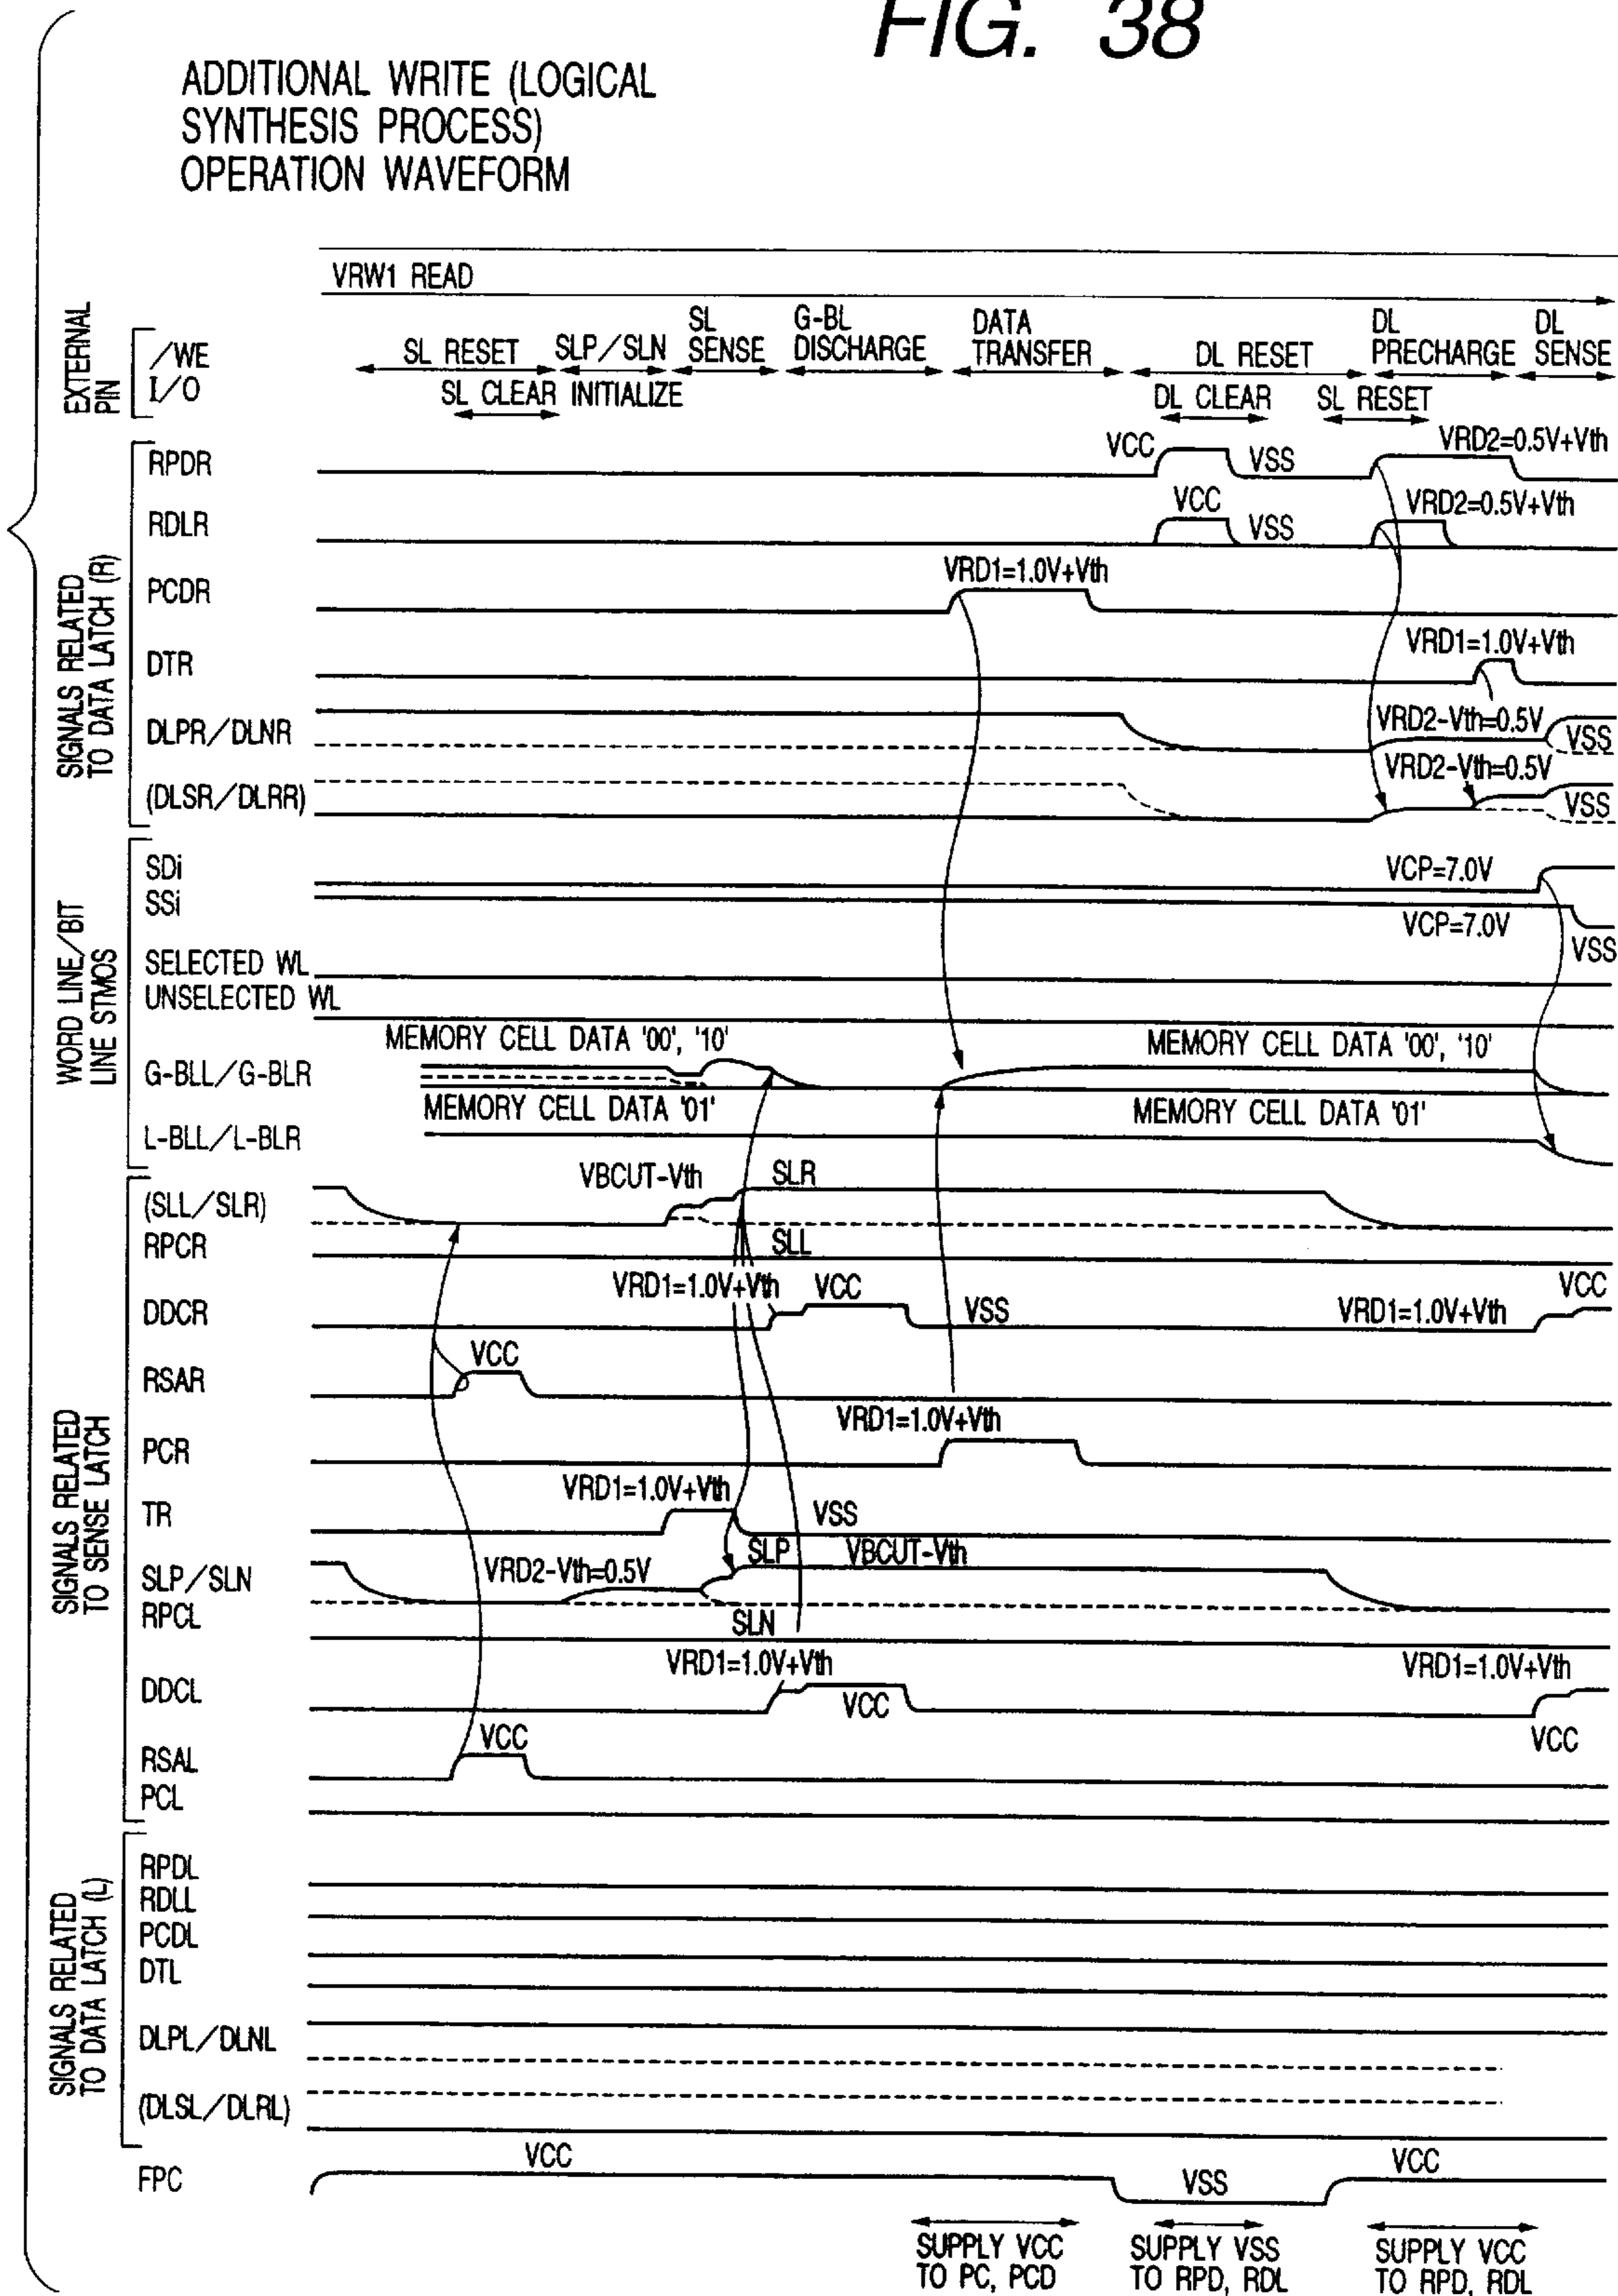 FIG. 38
ADDITIONAL WRITE (LOGICAL
SYNTHESIS PROCESS)
OPERATION WAVEFORM
VRW1 READ
EXTERNAL
PIN
/WE
I/O
SL RESET
SLP/SLN
INITIALIZE
SL
SENSE
G-BL
DISCHARGE
DATA
TRANSFER
DL RESET
DL
PRECHARGE
DL
SENSE
SL CLEAR
DL CLEAR
SL RESET
SIGNALS RELATED
TO DATA LATCH (R)
RPDR
VCC
VSS
VRD2=0.5V+Vth
RDLR
VCC
VSS
VRD2=0.5V+Vth
PCDR
VRD1=1.0V+Vth
DTR
VRD1=1.0V+Vth
DLPR/DLNR
VRD2-Vth=0.5V
VSS
(DLSR/DLRR)
VRD2-Vth=0.5V
VSS
WORD LINE/BIT
LINE STMOS
SDi
VCP=7.0V
SSi
VCP=7.0V
VSS
SELECTED WL
UNSELECTED WL
MEMORY CELL DATA '00', '10'
MEMORY CELL DATA '00', '10'
G-BLL/G-BLR
MEMORY CELL DATA '01'
MEMORY CELL DATA '01'
L-BLL/L-BLR
SIGNALS RELATED
TO SENSE LATCH
VBCUT-Vth
SLR
(SLL/SLR)
RPCR
SLL
DDCR
VRD1=1.0V+Vth
VCC
VSS
VRD1=1.0V+Vth
VCC
RSAR
VCC
PCR
VRD1=1.0V+Vth
TR
VRD1=1.0V+Vth
VSS
SLP/SLN
VRD2-Vth=0.5V
SLP
VBCUT-Vth
RPCL
SLN
DDCL
VRD1=1.0V+Vth
VCC
VRD1=1.0V+Vth
VCC
RSAL
VCC
PCL
SIGNALS RELATED
TO DATA LATCH (L)
RPDL
RDLL
PCDL
DTL
DLPL/DLNL
(DLSL/DLRL)
FPC
VCC
VSS
VCC
SUPPLY VCC
TO PC, PCD
SUPPLY VSS
TO RPD, RDL
SUPPLY VCC
TO RPD, RDL